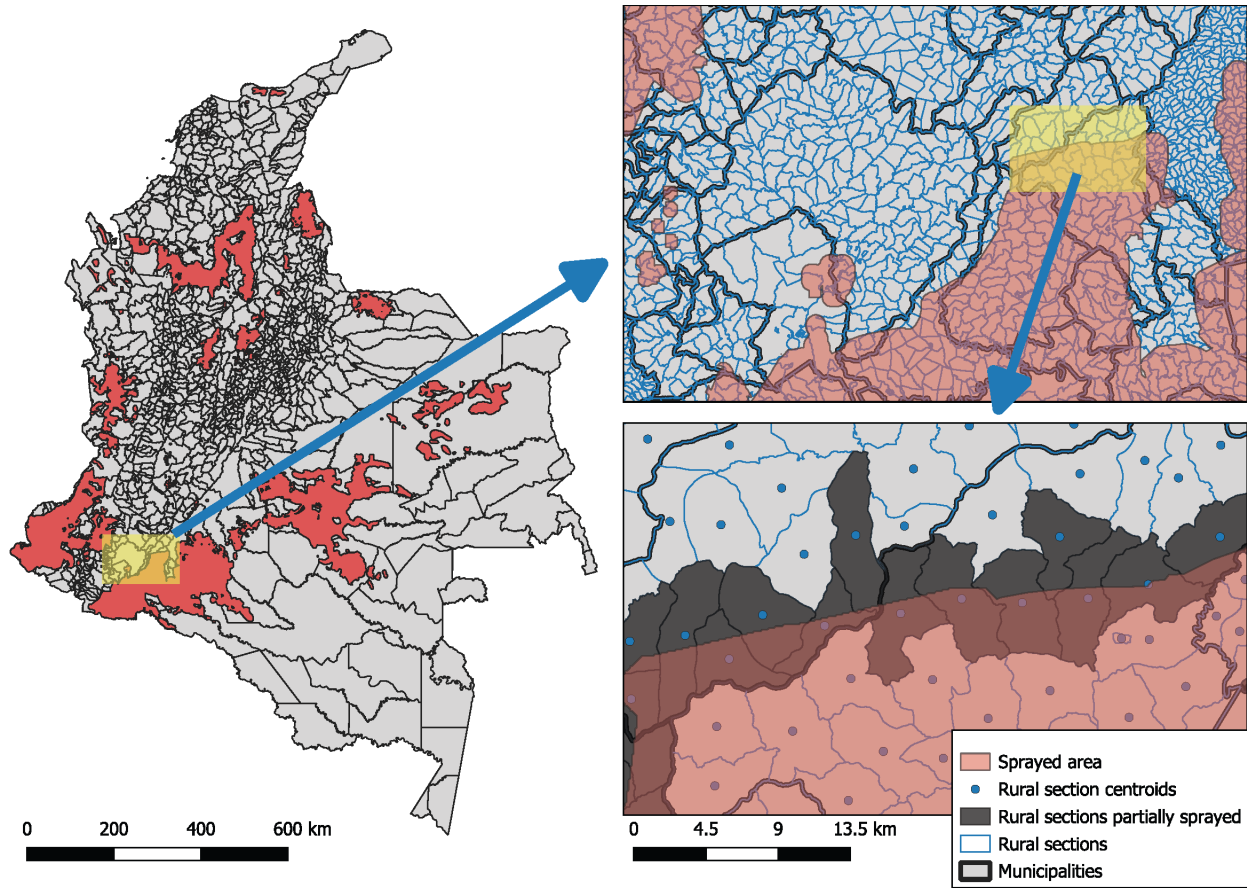 0 200 400 600 km
0 4.5 9 13.5 km
Sprayed area
Rural section centroids
Rural sections partially sprayed
Rural sections
Municipalities